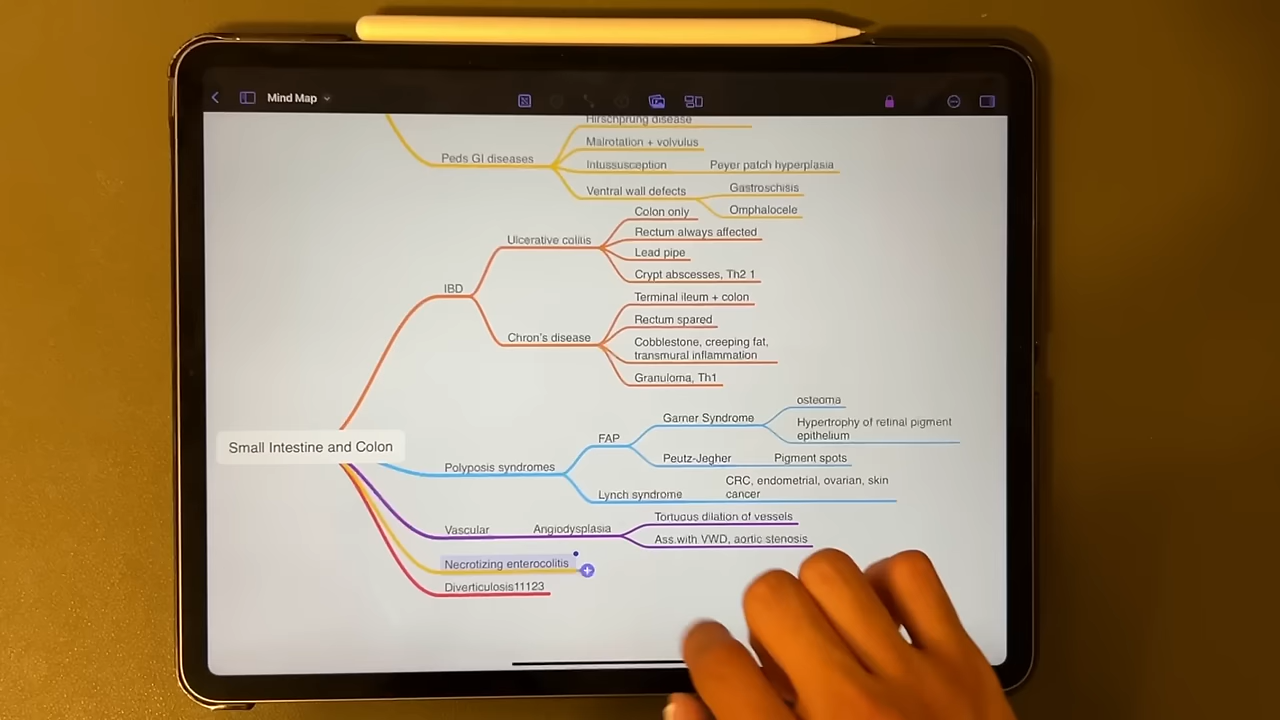 Mind Map
Hirschprung disease
Peds GI diseases
Malrotation + volvulus
Intussusception
Peyer patch hyperplasia
Ventral wall defects
Gastroschisis
Omphalocele
IBD
Ulcerative colitis
Colon only
Rectum always affected
Lead pipe
Crypt abscesses, Th2 1
Chron's disease
Terminal ileum + colon
Rectum spared
Cobblestone, creeping fat,
transmural inflammation
Granuloma, Th1
Small Intestine and Colon
Polyposis syndromes
FAP
Garner Syndrome
osteoma
Hypertrophy of retinal pigment
epithelium
Peutz-Jegher
Pigment spots
Lynch syndrome
CRC, endometrial, ovarian, skin
cancer
Vascular
Angiodysplasia
Tortuous dilation of vessels
Ass.with VWD, aortic stenosis
Necrotizing enterocolitis
Diverticulosis11123